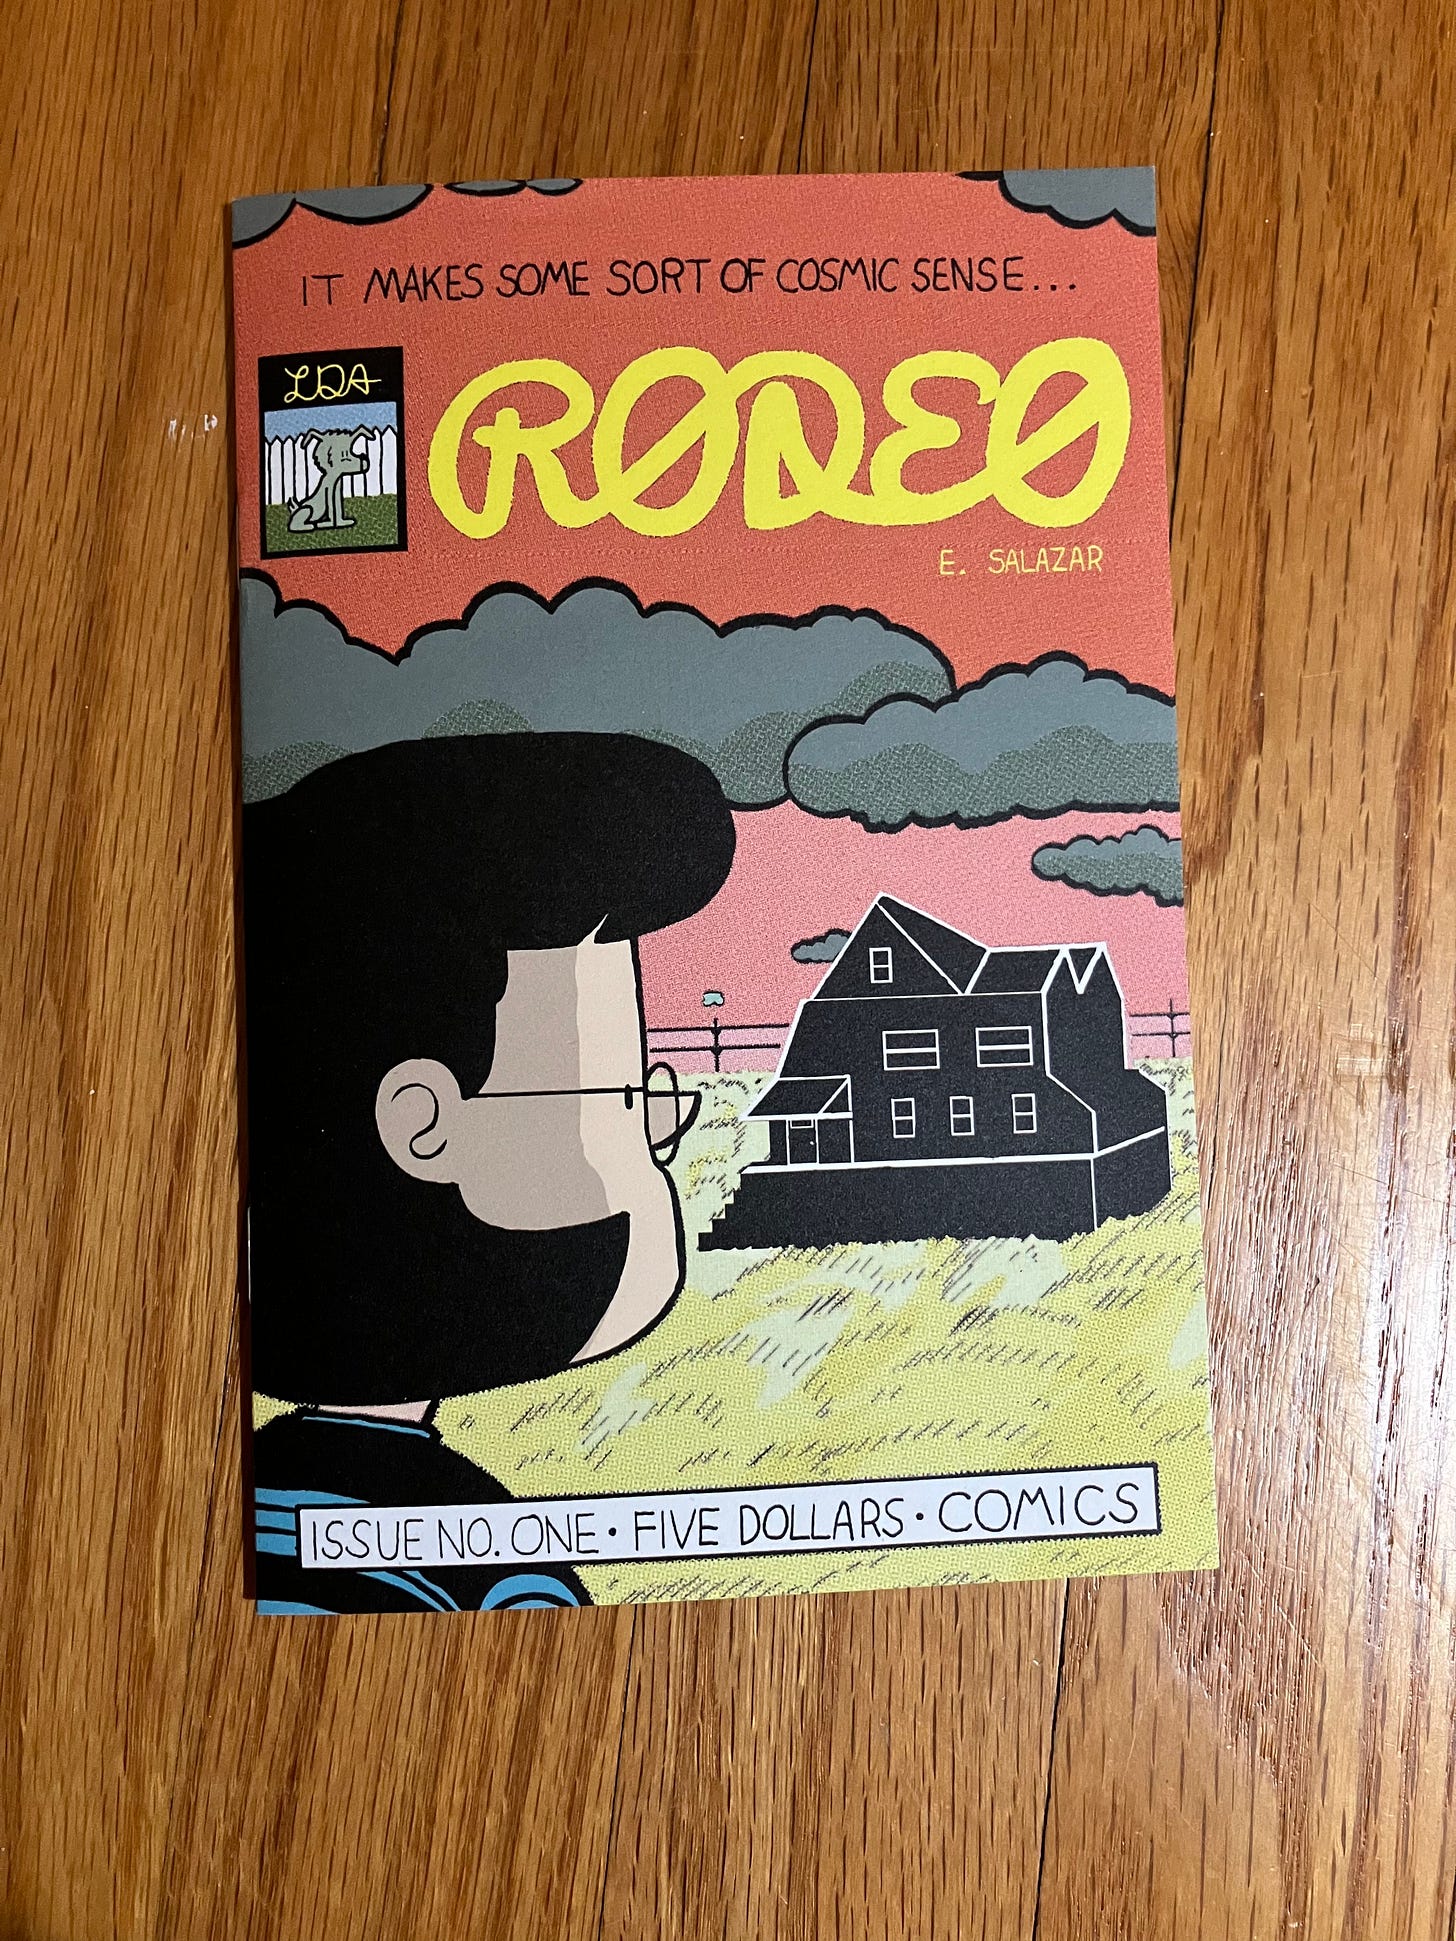 IT MAKES SOME SORT OF COSMIC SENSE...
LDA
RODEO
E. SALAZAR
ISSUE NO. ONE • FIVE DOLLARS • COMICS